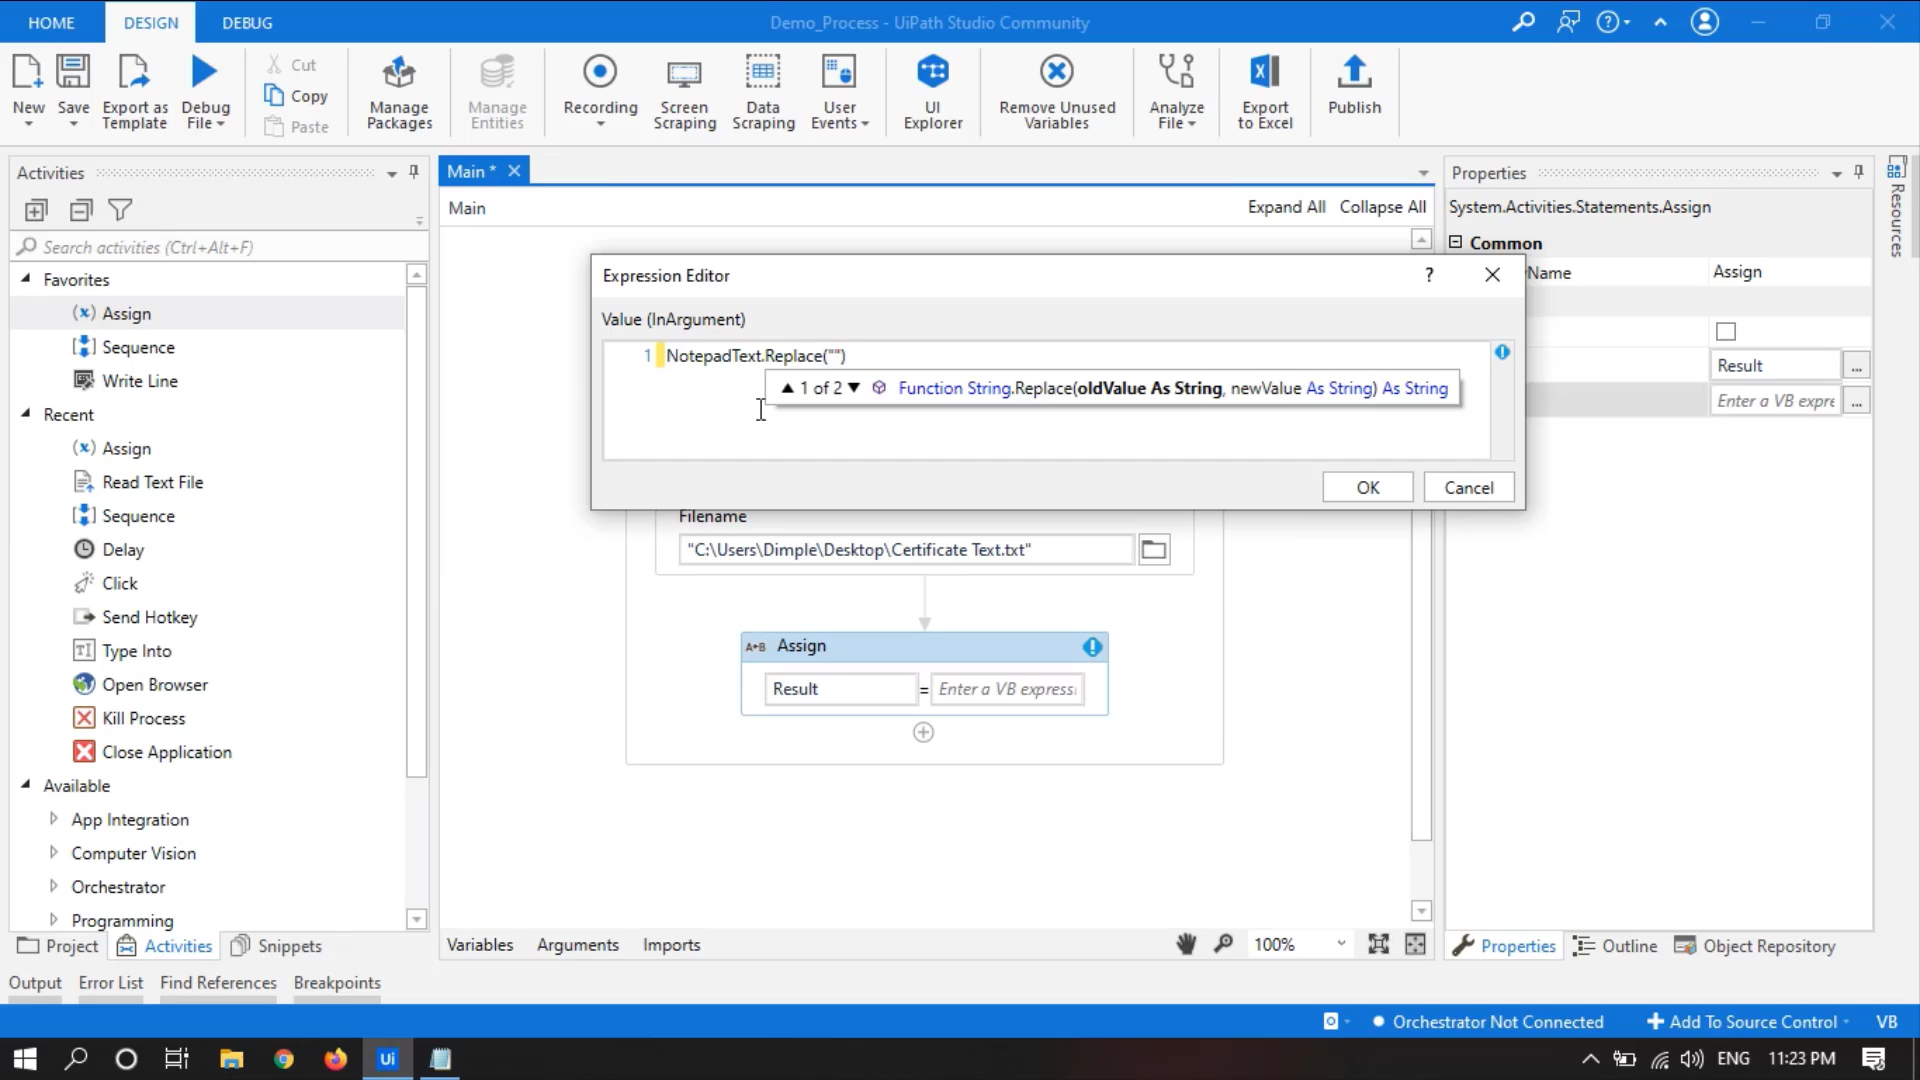 HOME
DESIGN
DEBUG
Demo_Process - UiPath Studio Community
New
Save
Export as
Template
Debug
File
Cut
Copy
Paste
Manage
Packages
Manage
Entities
Recording
Screen
Scraping
Data
Scraping
User
Events
UI
Explorer
Remove Unused
Variables
Analyze
File
Export
to Excel
Publish
Activities
Search activities (Ctrl+Alt+F)
Favorites
(x) Assign
Sequence
Write Line
Recent
(x) Assign
Read Text File
Sequence
Delay
Click
Send Hotkey
Type Into
Open Browser
Kill Process
Close Application
Available
App Integration
Computer Vision
Orchestrator
Programming
Project
Activities
Snippets
Main *
Main
Expand All
Collapse All
Expression Editor
?
Value (InArgument)
1 NotepadText.Replace("")
1 of 2 Function String.Replace(oldValue As String, newValue As String) As String
OK
Cancel
Filename
"C:\Users\Dimple\Desktop\Certificate Text.txt"
A+B Assign
Result = Enter a VB express
Variables
Arguments
Imports
100%
Properties
System.Activities.Statements.Assign
Common
Name
Assign
Result
...
Enter a VB expre
...
Resources
Properties
Outline
Object Repository
Output
Error List
Find References
Breakpoints
Orchestrator Not Connected
Add To Source Control
VB
Ui
ENG
11:23 PM